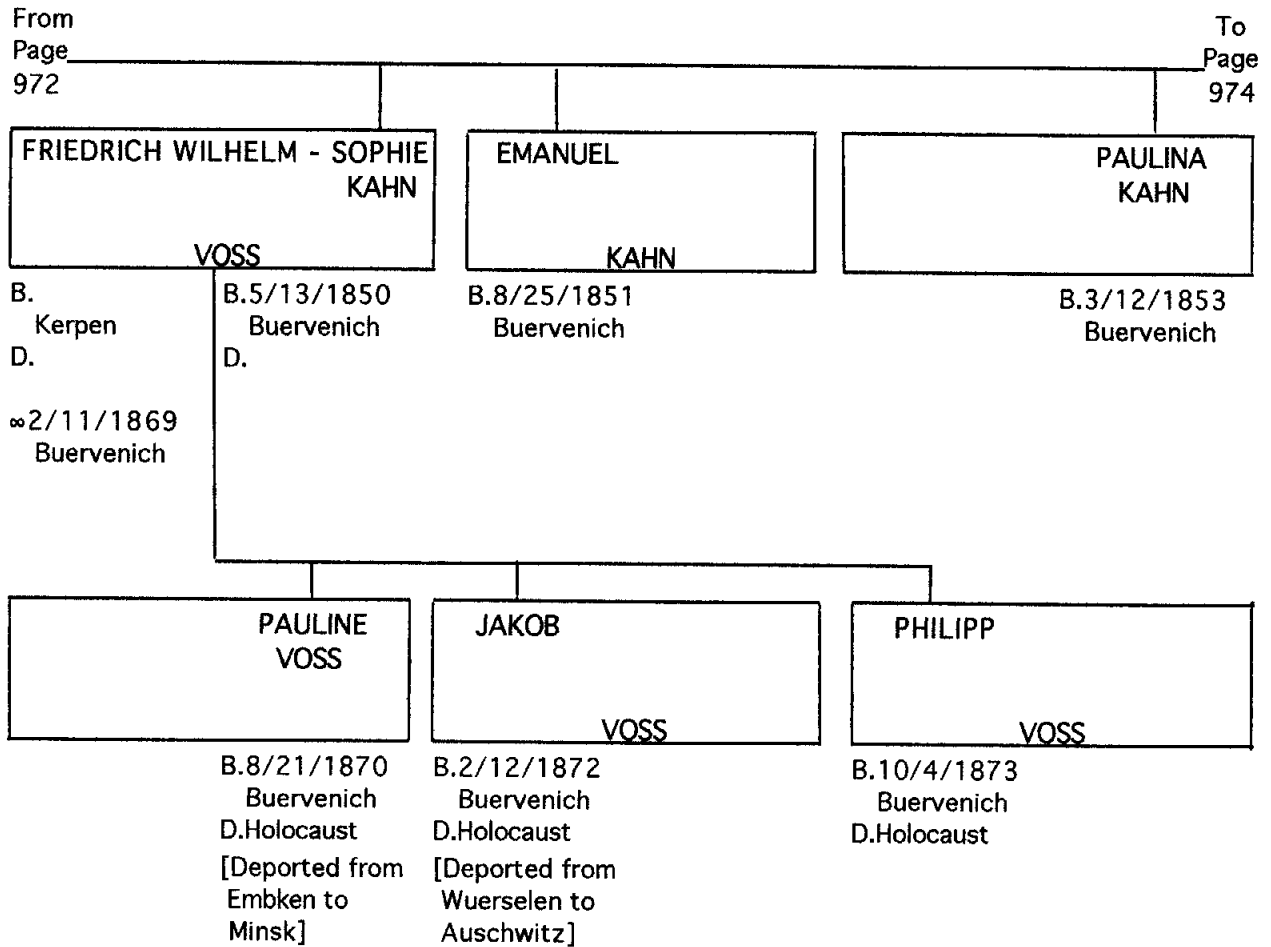 From
Page
972
To
Page
974
FRIEDRICH WILHELM - SOPHIE
KAHN
VOSS
B.
Kerpen
D.
∞2/11/1869
Buervenich
B.5/13/1850
Buervenich
D.
EMANUEL
KAHN
B.8/25/1851
Buervenich
PAULINA
KAHN
B.3/12/1853
Buervenich
PAULINE
VOSS
B.8/21/1870
Buervenich
D.Holocaust
[Deported from
Embken to
Minsk]
JAKOB
VOSS
B.2/12/1872
Buervenich
D.Holocaust
[Deported from
Wuerselen to
Auschwitz]
PHILIPP
VOSS
B.10/4/1873
Buervenich
D.Holocaust